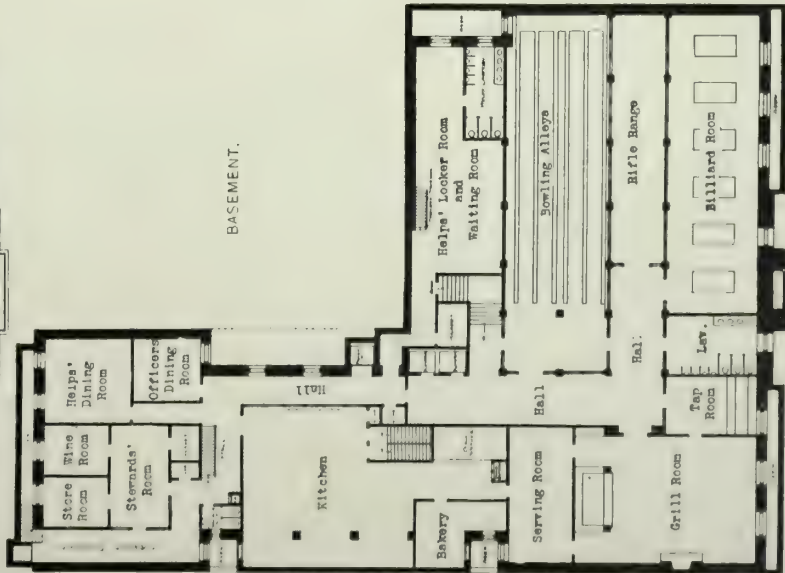 BASEMENT.
Helps'
Dining
Room
Officers
Dining
Room
Wine
Room
Store
Room
Stewards'
Room
Hall
Kitchen
Bakery
Serving Room
Grill Room
Tap
Room
Lav.
Hall
Hall
Helps' Locker Room
and
Waiting Room
Bowling Alleys
Rifle Range
Billiard Room